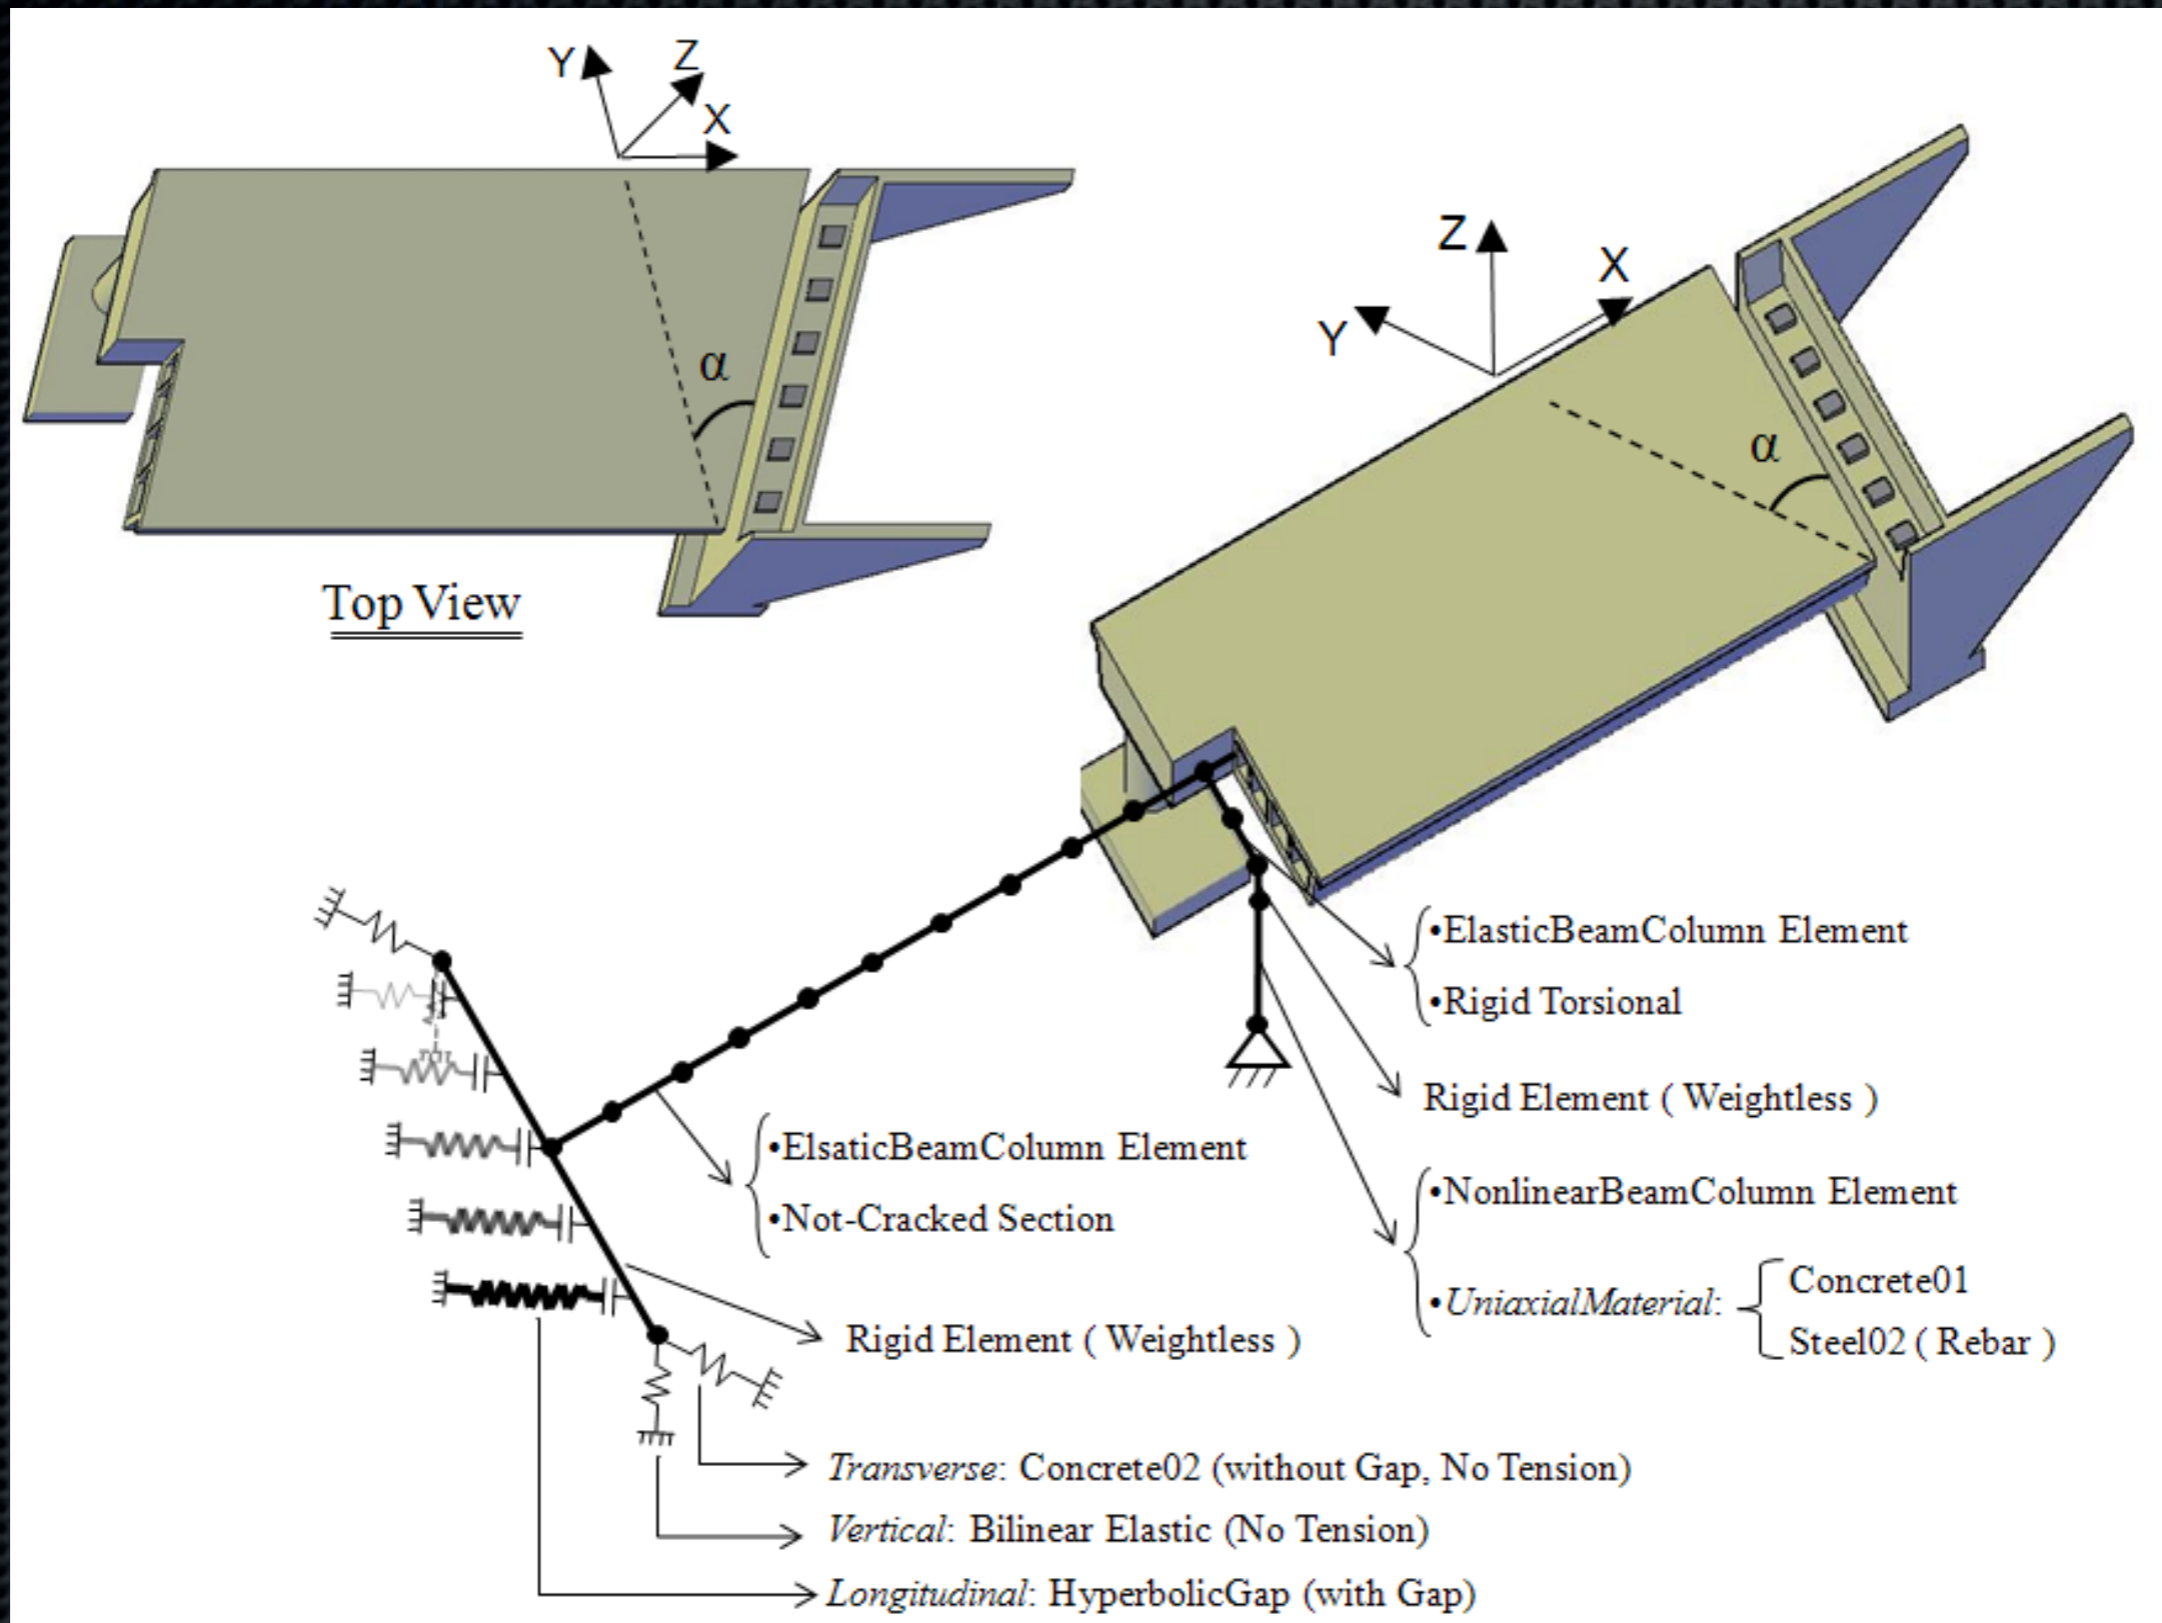 Y
Z
X
α
Top View
Z
X
Y
α
•ElasticBeamColumn Element
•Rigid Torsional
Rigid Element ( Weightless )
•ElsaticBeamColumn Element
•Not-Cracked Section
•NonlinearBeamColumn Element
•UniaxialMaterial:
Concrete01
Steel02 ( Rebar )
Rigid Element ( Weightless )
Transverse: Concrete02 (without Gap, No Tension)
Vertical: Bilinear Elastic (No Tension)
Longitudinal: HyperbolicGap (with Gap)